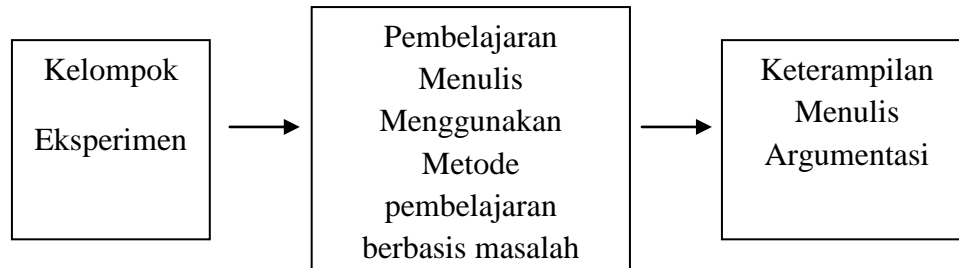 Kelompok
Eksperimen
Pembelajaran
Menulis
Menggunakan
Metode
pembelajaran
berbasis masalah
Keterampilan
Menulis
Argumentasi